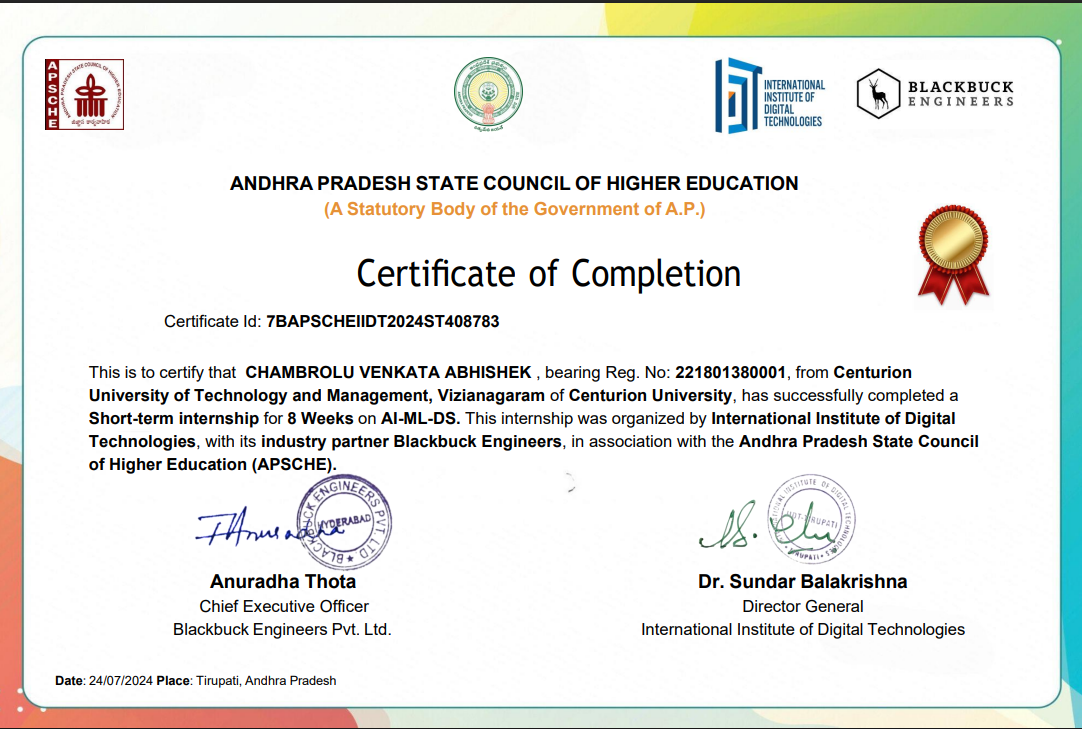 APSCHE
ANDHRA PRADESH STATE COUNCIL OF HIGHER EDUCATION
INTERNATIONAL
INSTITUTE OF
DIGITAL
TECHNOLOGIES
BLACKBUCK
ENGINEERS
ANDHRA PRADESH STATE COUNCIL OF HIGHER EDUCATION
(A Statutory Body of the Government of A.P.)
Certificate of Completion
Certificate Id: 7BAPSCHEIIDT2024ST408783
This is to certify that CHAMBROLU VENKATA ABHISHEK , bearing Reg. No: 221801380001, from Centurion
University of Technology and Management, Vizianagaram of Centurion University, has successfully completed a
Short-term internship for 8 Weeks on AI-ML-DS. This internship was organized by International Institute of Digital
Technologies, with its industry partner Blackbuck Engineers, in association with the Andhra Pradesh State Council
of Higher Education (APSCHE).
BLACKBUCK ENGINEERS PVT. LTD
HYDERABAD
Anuradha Thota
Chief Executive Officer
Blackbuck Engineers Pvt. Ltd.
Dr. Sundar Balakrishna
Director General
International Institute of Digital Technologies
Date: 24/07/2024 Place: Tirupati, Andhra Pradesh